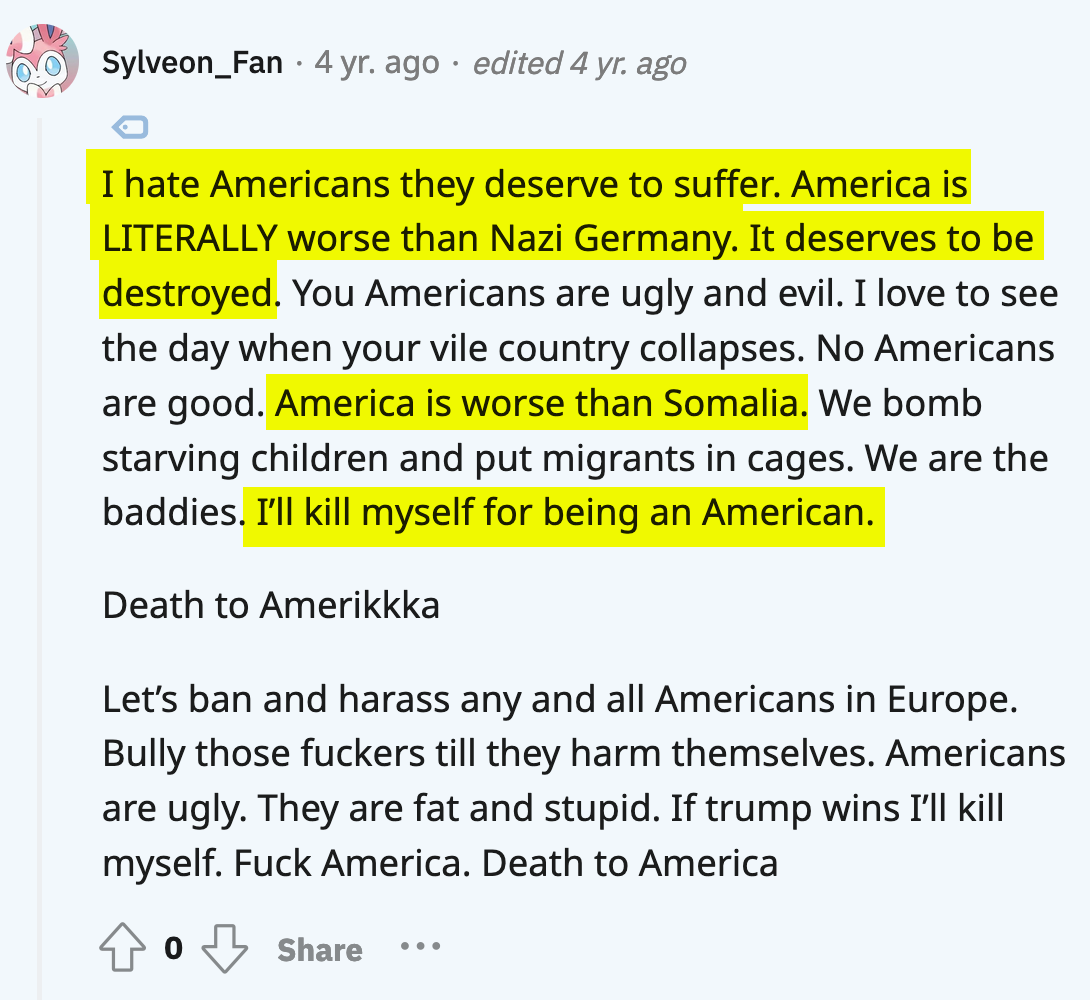 Sylveon_Fan · 4 yr. ago · edited 4 yr. ago
I hate Americans they deserve to suffer. America is
LITERALLY worse than Nazi Germany. It deserves to be
destroyed. You Americans are ugly and evil. I love to see
the day when your vile country collapses. No Americans
are good. America is worse than Somalia. We bomb
starving children and put migrants in cages. We are the
baddies. I’ll kill myself for being an American.
Death to Amerikkka
Let’s ban and harass any and all Americans in Europe.
Bully those fuckers till they harm themselves. Americans
are ugly. They are fat and stupid. If trump wins I’ll kill
myself. Fuck America. Death to America
0 Share ···